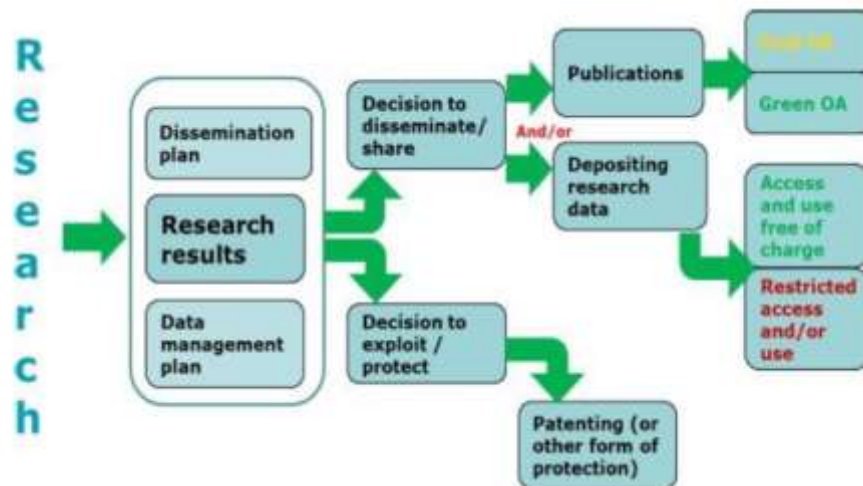 Research
Dissemination
plan
Research
results
Data
management
plan
Decision to
disseminate/
share
And/or
Decision to
exploit /
protect
Publications
Depositing
research
data
Patenting (or
other form of
protection)
Green OA
Access
and use
free of
charge
Restricted
access
and/or
use